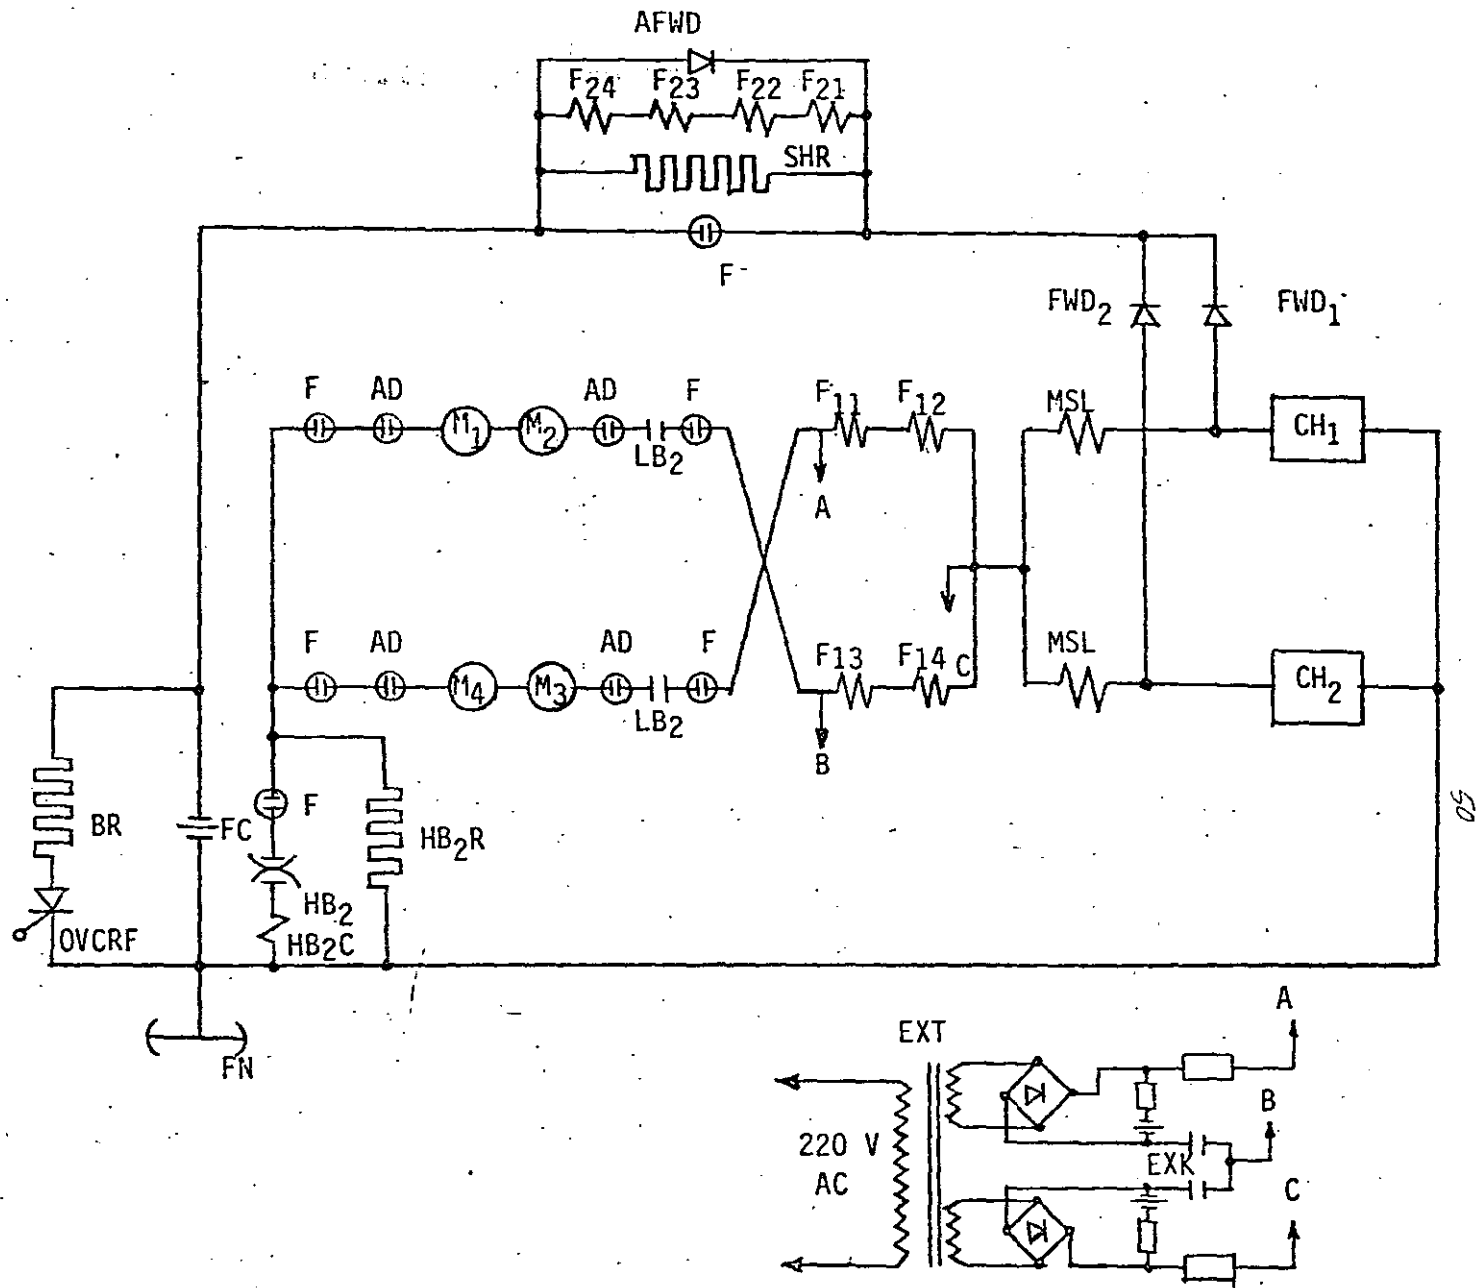 AFWD
F24 F23 F22 F21
SHR
F
FWD2 FWD1
F AD M1 M2 AD LB2 F
F11 F12 MSL CH1
A
F AD M4 M3 AD LB2 F
F13 F14 C MSL CH2
B
BR FC F HB2R
HB2
HB2C
OVCRF
50
FN
EXT
A
B
220 V
AC
EXK
C